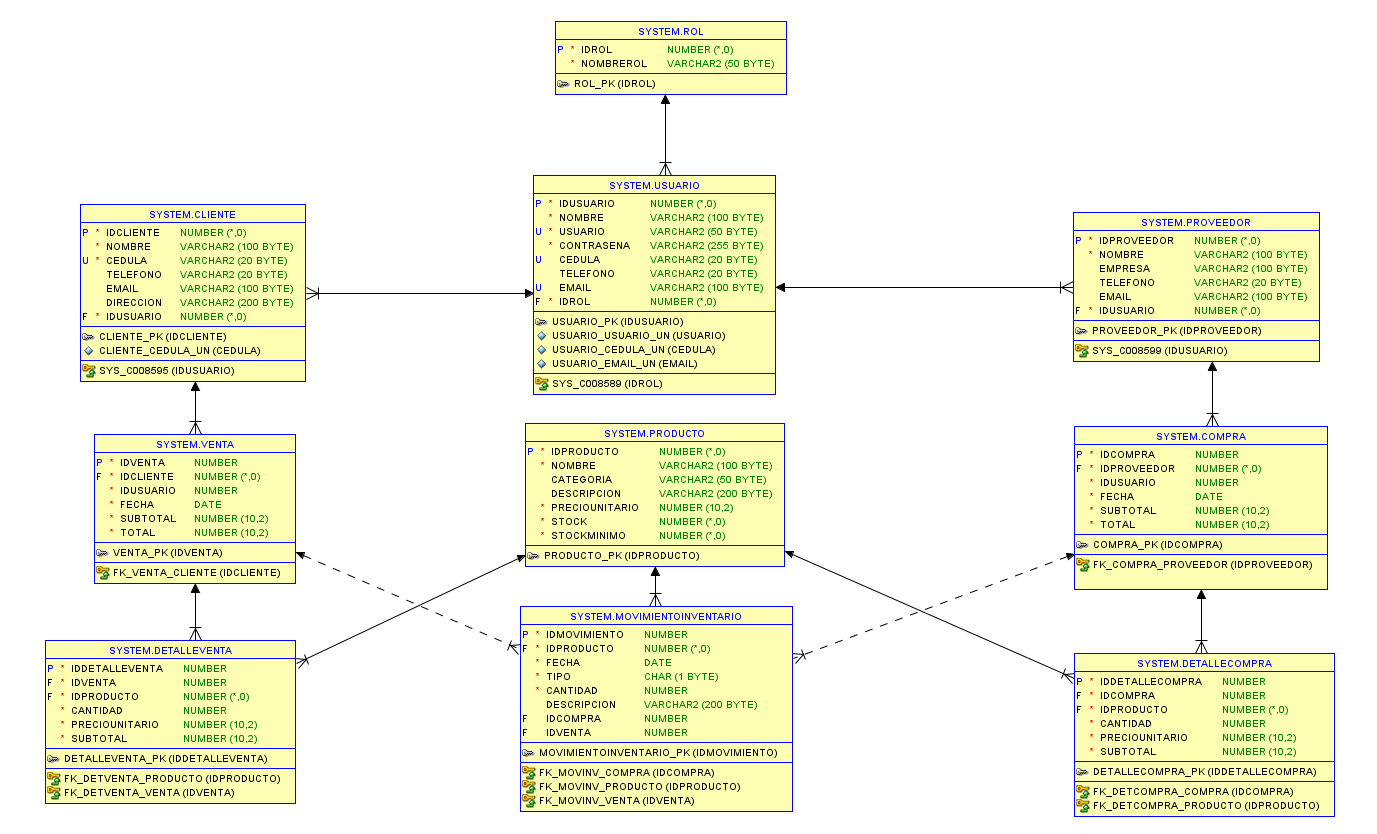 SYSTEM.ROL
P * IDROL NUMBER (*,0)
* NOMBREROL VARCHAR2 (50 BYTE)
ROL_PK (IDROL)
SYSTEM.CLIENTE
P * IDCLIENTE NUMBER (*,0)
* NOMBRE VARCHAR2 (100 BYTE)
U * CEDULA VARCHAR2 (20 BYTE)
TELEFONO VARCHAR2 (20 BYTE)
EMAIL VARCHAR2 (100 BYTE)
DIRECCION VARCHAR2 (200 BYTE)
F * IDUSUARIO NUMBER (*,0)
CLIENTE_PK (IDCLIENTE)
CLIENTE_CEDULA_UN (CEDULA)
SYS_C008595 (IDUSUARIO)
SYSTEM.USUARIO
P * IDUSUARIO NUMBER (*,0)
* NOMBRE VARCHAR2 (100 BYTE)
U * USUARIO VARCHAR2 (50 BYTE)
* CONTRASENA VARCHAR2 (255 BYTE)
U CEDULA VARCHAR2 (20 BYTE)
TELEFONO VARCHAR2 (20 BYTE)
U EMAIL VARCHAR2 (100 BYTE)
F * IDROL NUMBER (*,0)
USUARIO_PK (IDUSUARIO)
USUARIO_USUARIO_UN (USUARIO)
USUARIO_CEDULA_UN (CEDULA)
USUARIO_EMAIL_UN (EMAIL)
SYS_C008589 (IDROL)
SYSTEM.PROVEEDOR
P * IDPROVEEDOR NUMBER (*,0)
* NOMBRE VARCHAR2 (100 BYTE)
EMPRESA VARCHAR2 (100 BYTE)
TELEFONO VARCHAR2 (20 BYTE)
EMAIL VARCHAR2 (100 BYTE)
F * IDUSUARIO NUMBER (*,0)
PROVEEDOR_PK (IDPROVEEDOR)
SYS_C008599 (IDUSUARIO)
SYSTEM.VENTA
P * IDVENTA NUMBER
F * IDCLIENTE NUMBER (*,0)
* IDUSUARIO NUMBER
* FECHA DATE
* SUBTOTAL NUMBER (10,2)
* TOTAL NUMBER (10,2)
VENTA_PK (IDVENTA)
FK_VENTA_CLIENTE (IDCLIENTE)
SYSTEM.PRODUCTO
P * IDPRODUCTO NUMBER (*,0)
* NOMBRE VARCHAR2 (100 BYTE)
CATEGORIA VARCHAR2 (50 BYTE)
DESCRIPCION VARCHAR2 (200 BYTE)
* PRECIOUNITARIO NUMBER (10,2)
* STOCK NUMBER (*,0)
* STOCKMINIMO NUMBER (*,0)
PRODUCTO_PK (IDPRODUCTO)
SYSTEM.COMPRA
P * IDCOMPRA NUMBER
F * IDPROVEEDOR NUMBER (*,0)
* IDUSUARIO NUMBER
* FECHA DATE
* SUBTOTAL NUMBER (10,2)
* TOTAL NUMBER (10,2)
COMPRA_PK (IDCOMPRA)
FK_COMPRA_PROVEEDOR (IDPROVEEDOR)
SYSTEM.DETALLEVENTA
P * IDDETALLEVENTA NUMBER
F * IDVENTA NUMBER
F * IDPRODUCTO NUMBER (*,0)
* CANTIDAD NUMBER
* PRECIOUNITARIO NUMBER (10,2)
* SUBTOTAL NUMBER (10,2)
DETALLEVENTA_PK (IDDETALLEVENTA)
FK_DETVENTA_PRODUCTO (IDPRODUCTO)
FK_DETVENTA_VENTA (IDVENTA)
SYSTEM.MOVIMIENTOINVENTARIO
P * IDMOVIMIENTO NUMBER
F * IDPRODUCTO NUMBER (*,0)
* FECHA DATE
* TIPO CHAR (1 BYTE)
* CANTIDAD NUMBER
DESCRIPCION VARCHAR2 (200 BYTE)
F IDCOMPRA NUMBER
F IDVENTA NUMBER
MOVIMIENTOINVENTARIO_PK (IDMOVIMIENTO)
FK_MOVINV_COMPRA (IDCOMPRA)
FK_MOVINV_PRODUCTO (IDPRODUCTO)
FK_MOVINV_VENTA (IDVENTA)
SYSTEM.DETALLECOMPRA
P * IDDETALLECOMPRA NUMBER
F * IDCOMPRA NUMBER
F * IDPRODUCTO NUMBER (*,0)
* CANTIDAD NUMBER
* PRECIOUNITARIO NUMBER (10,2)
* SUBTOTAL NUMBER (10,2)
DETALLECOMPRA_PK (IDDETALLECOMPRA)
FK_DETCOMPRA_COMPRA (IDCOMPRA)
FK_DETCOMPRA_PRODUCTO (IDPRODUCTO)